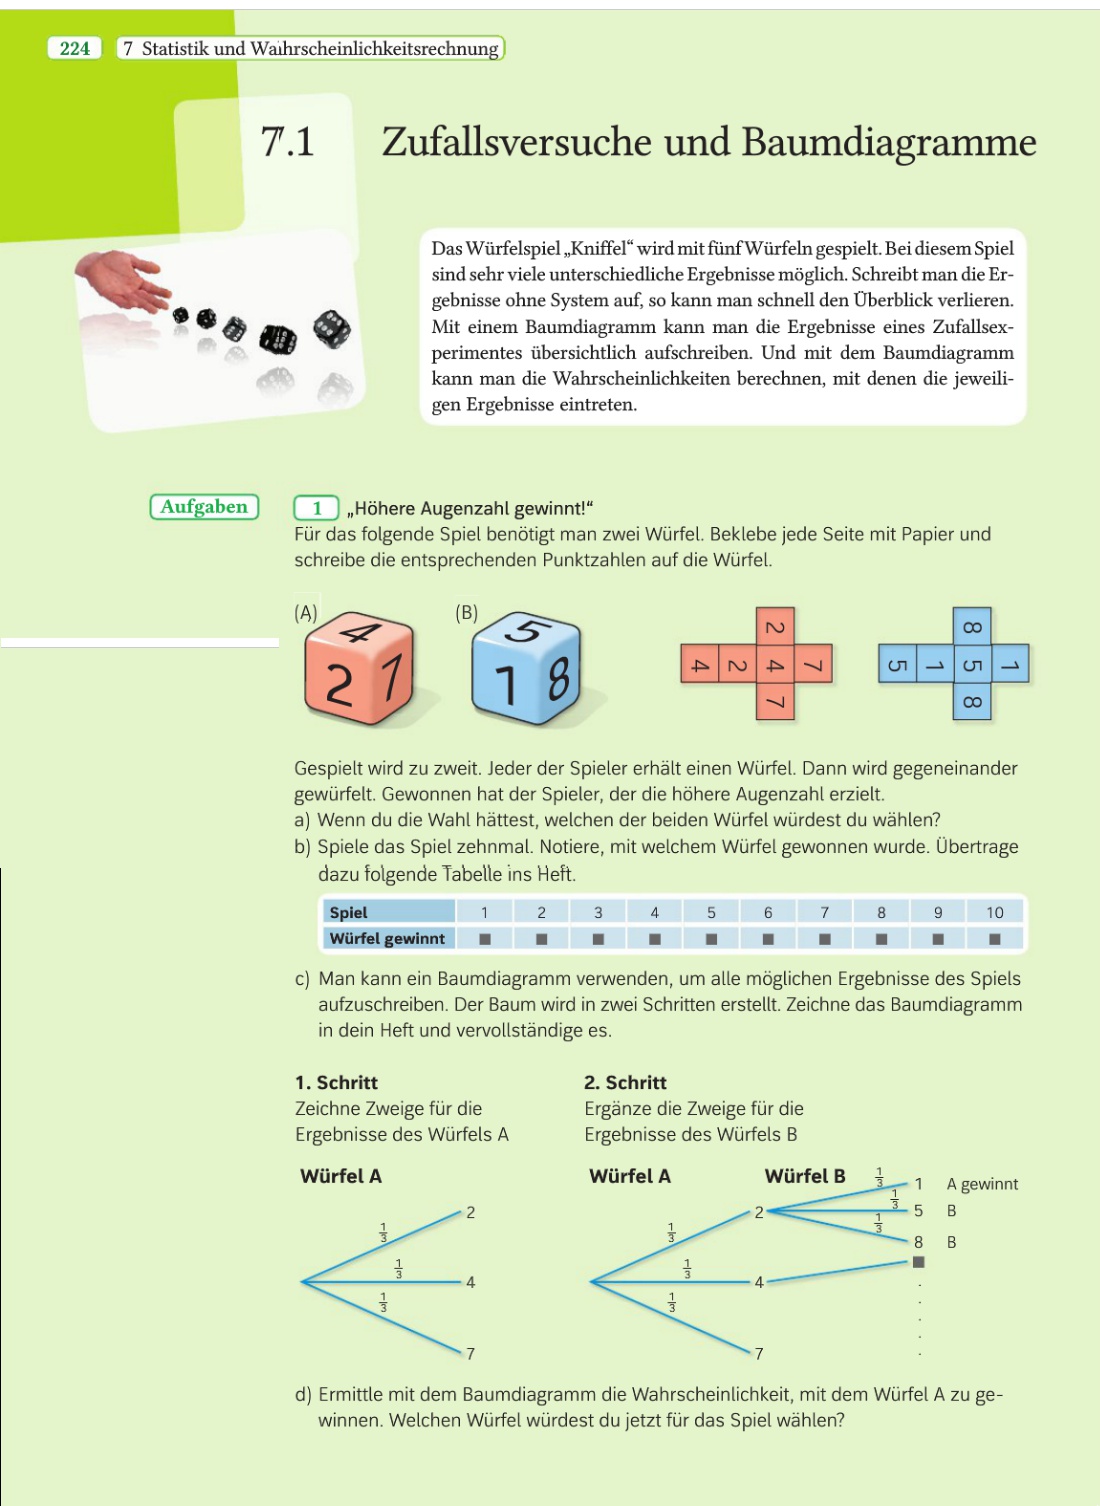 224 7 Statistik und Wahrscheinlichkeitsrechnung
7.1 Zufallsversuche und Baumdiagramme
Das Würfelspiel „Kniffel“ wird mit fünf Würfeln gespielt. Bei diesem Spiel
sind sehr viele unterschiedliche Ergebnisse möglich. Schreibt man die Er-
gebnisse ohne System auf, so kann man schnell den Überblick verlieren.
Mit einem Baumdiagramm kann man die Ergebnisse eines Zufallsex-
perimentes übersichtlich aufschreiben. Und mit dem Baumdiagramm
kann man die Wahrscheinlichkeiten berechnen, mit denen die jeweili-
gen Ergebnisse eintreten.
Aufgaben
1 „Höhere Augenzahl gewinnt!“
Für das folgende Spiel benötigt man zwei Würfel. Beklebe jede Seite mit Papier und
schreibe die entsprechenden Punktzahlen auf die Würfel.
(A) (B)
4 5 2 8
2 7 1 8 4 2 4 7 5 1 5 1
7 8
Gespielt wird zu zweit. Jeder der Spieler erhält einen Würfel. Dann wird gegeneinander
gewürfelt. Gewonnen hat der Spieler, der die höhere Augenzahl erzielt.
a) Wenn du die Wahl hättest, welchen der beiden Würfel würdest du wählen?
b) Spiele das Spiel zehnmal. Notiere, mit welchem Würfel gewonnen wurde. Übertrage
dazu folgende Tabelle ins Heft.
Spiel 1 2 3 4 5 6 7 8 9 10
Würfel gewinnt ■ ■ ■ ■ ■ ■ ■ ■ ■ ■
c) Man kann ein Baumdiagramm verwenden, um alle möglichen Ergebnisse des Spiels
aufzuschreiben. Der Baum wird in zwei Schritten erstellt. Zeichne das Baumdiagramm
in dein Heft und vervollständige es.
1. Schritt
Zeichne Zweige für die
Ergebnisse des Würfels A
Würfel A
1/3 2
1/3 4
1/3 7
2. Schritt
Ergänze die Zweige für die
Ergebnisse des Würfels B
Würfel A Würfel B
1/3 2
1/3 4
1/3 7
1/3 1 A gewinnt
1/3 5 B
1/3 8 B
■
.
.
.
.
.
d) Ermittle mit dem Baumdiagramm die Wahrscheinlichkeit, mit dem Würfel A zu ge-
winnen. Welchen Würfel würdest du jetzt für das Spiel wählen?